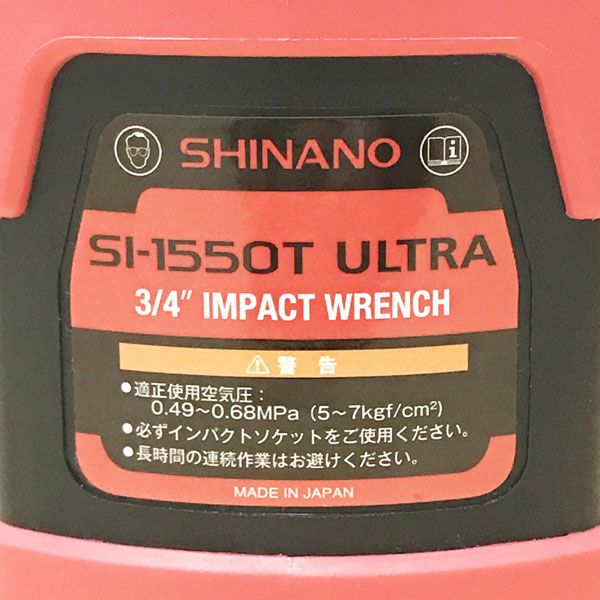 SHINANO
SI-1550T ULTRA
3/4" IMPACT WRENCH
⚠警告
●適正使用空気圧：
0.49～0.68MPa（5～7kgf/cm²）
●必ずインパクトソケットをご使用ください。
●長時間の連続作業はお避けください。
MADE IN JAPAN